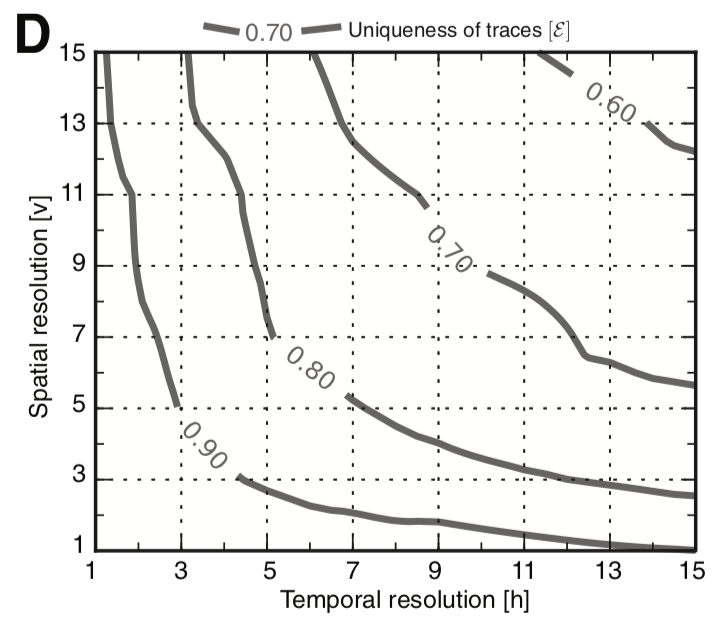 D
0.70 Uniqueness of traces [ℰ]
15
13
11
9
7
5
3
1
Spatial resolution [v]
0.60
0.70
0.80
0.90
1 3 5 7 9 11 13 15
Temporal resolution [h]